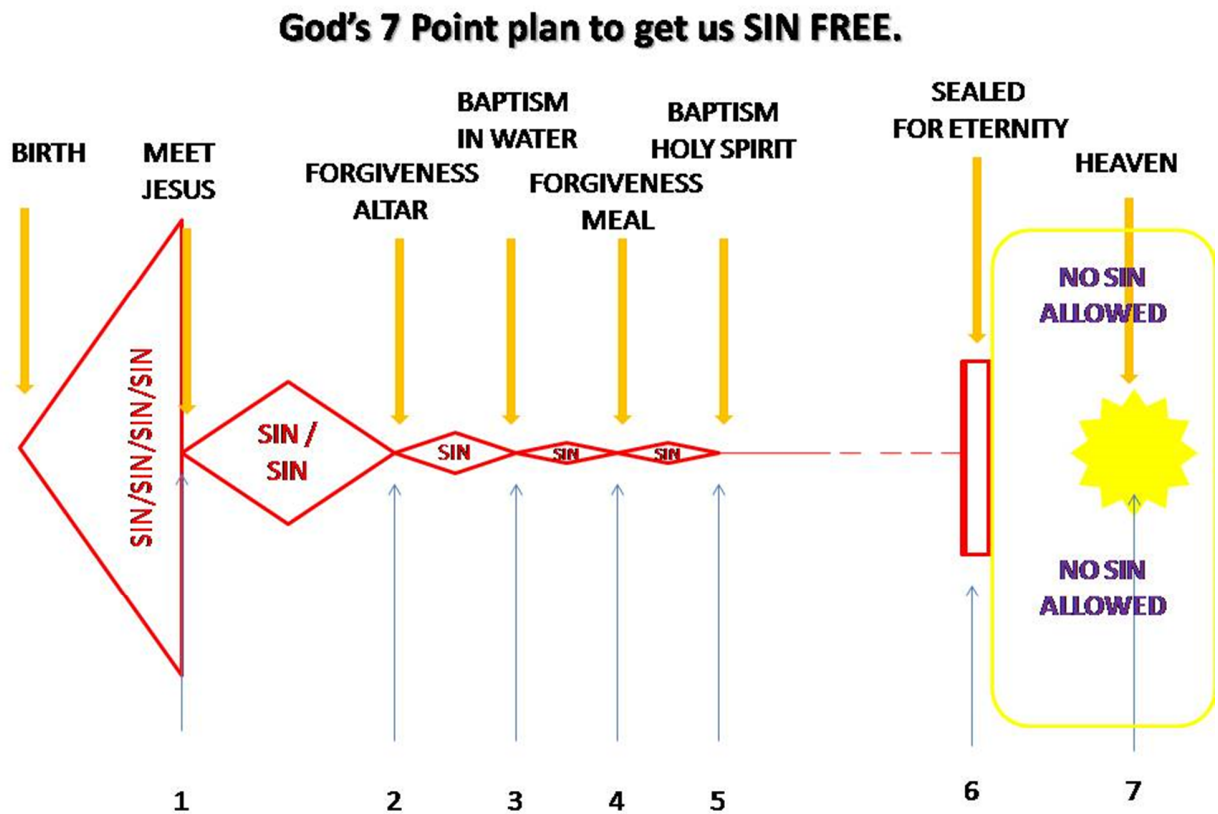 God's 7 Point plan to get us SIN FREE.
BIRTH
MEET
JESUS
FORGIVENESS
ALTAR
BAPTISM
IN WATER
FORGIVENESS
MEAL
BAPTISM
HOLY SPIRIT
SEALED
FOR ETERNITY
HEAVEN
SIN/SIN/SIN/SIN/SIN
SIN /
SIN
SIN
SIN
SIN
NO SIN
ALLOWED
NO SIN
ALLOWED
1
2
3
4
5
6
7